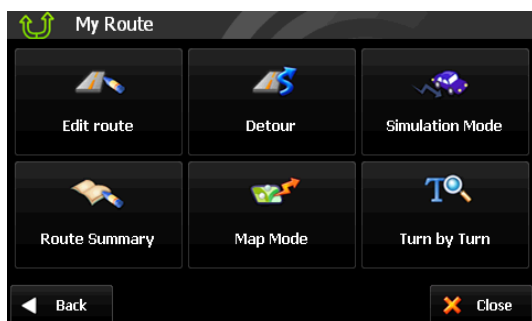 My Route
Edit route
Detour
Simulation Mode
Route Summary
Map Mode
Turn by Turn
Back
Close